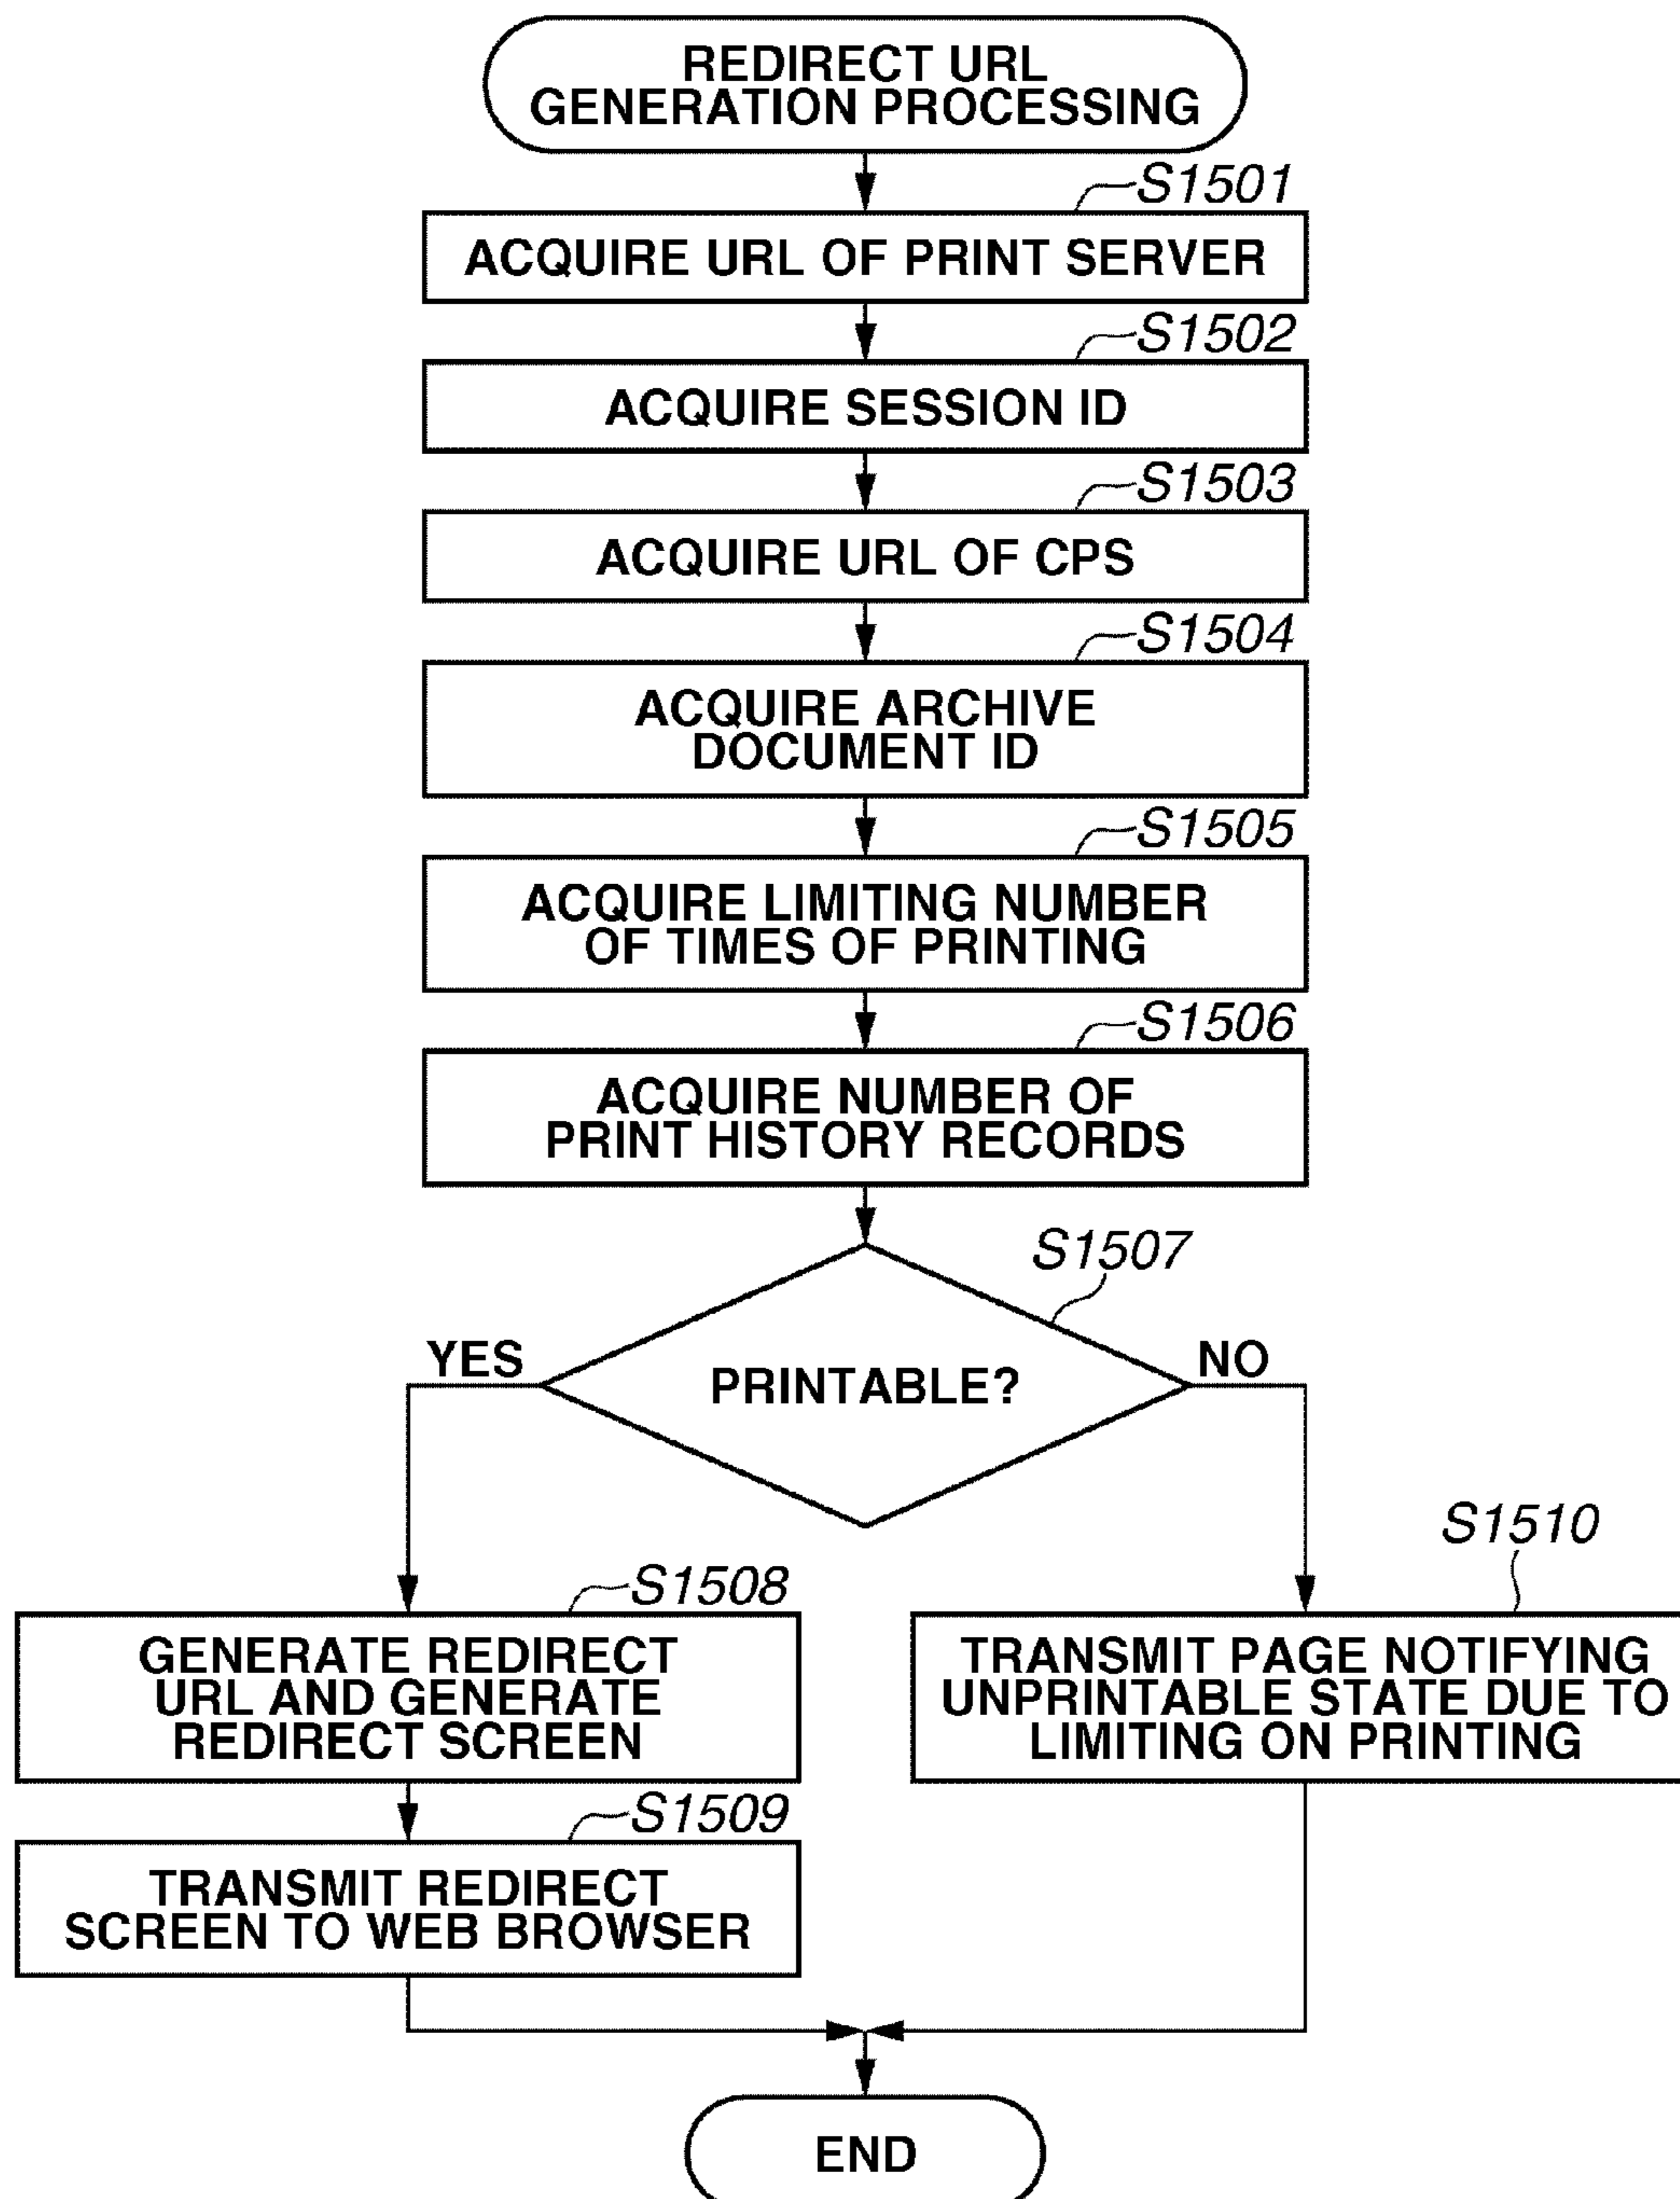 REDIRECT URL
GENERATION PROCESSING
S1501
ACQUIRE URL OF PRINT SERVER
S1502
ACQUIRE SESSION ID
S1503
ACQUIRE URL OF CPS
S1504
ACQUIRE ARCHIVE
DOCUMENT ID
S1505
ACQUIRE LIMITING NUMBER
OF TIMES OF PRINTING
S1506
ACQUIRE NUMBER OF
PRINT HISTORY RECORDS
S1507
YES
NO
PRINTABLE?
S1508
GENERATE REDIRECT
URL AND GENERATE
REDIRECT SCREEN
S1510
TRANSMIT PAGE NOTIFYING
UNPRINTABLE STATE DUE TO
LIMITING ON PRINTING
S1509
TRANSMIT REDIRECT
SCREEN TO WEB BROWSER
END